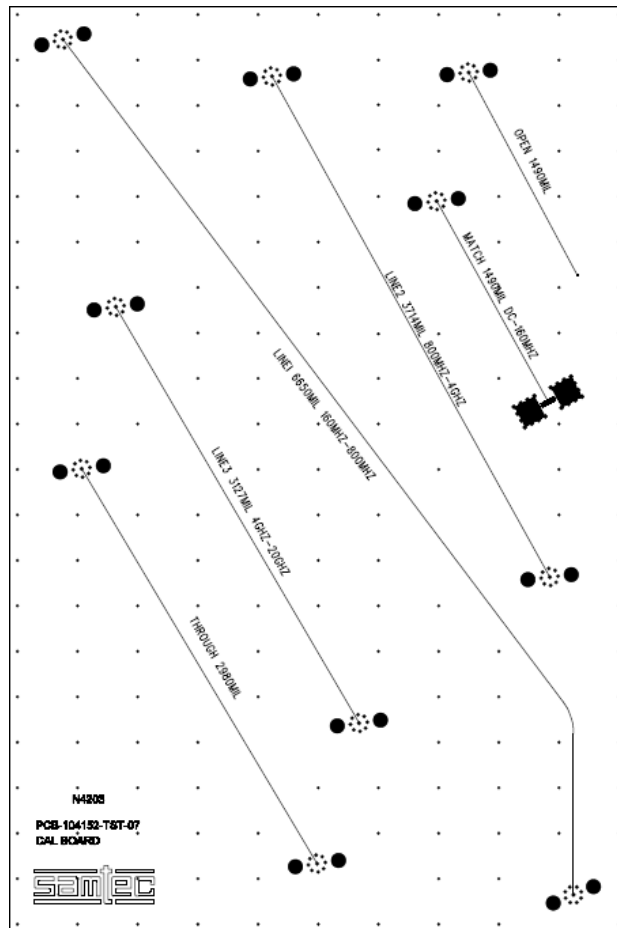 OPEN 1490MIL
MATCH 1490MIL DC-160MHZ
LINE2 3714MIL 800MHZ-4GHZ
LINE1 6650MIL 160MHZ-800MHZ
LINE3 3127MIL 4GHZ-20GHZ
THROUGH 2980MIL
N4203
PCB-104152-TST-07
CAL BOARD
samtec